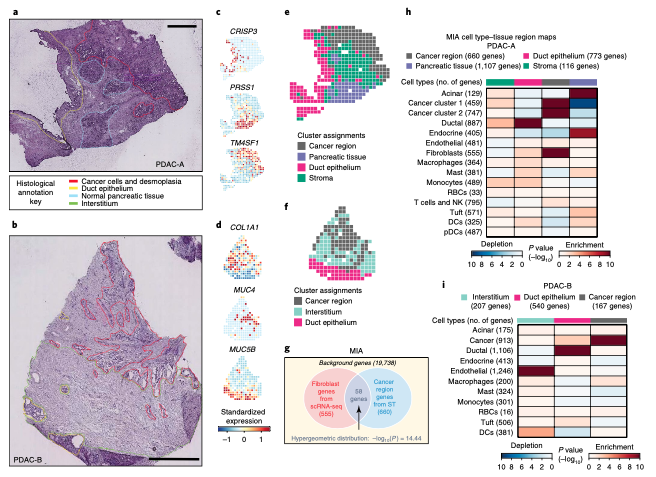 a
PDAC-A
Histological
annotation
key
Cancer cells and desmoplasia
Duct epithelium
Normal pancreatic tissue
Interstitium
b
PDAC-B
c
CRISP3
PRSS1
TM4SF1
d
COL1A1
MUC4
MUC5B
Standardized
expression
−1 0 1
e
Cluster assignments
Cancer region
Pancreatic tissue
Duct epithelium
Stroma
f
Cluster assignments
Cancer region
Interstitium
Duct epithelium
g
MIA
Background genes (19,738)
Fibroblast
genes
from
scRNA-seq
(555)
58
genes
Cancer
region
genes
from ST
(660)
Hypergeometric distribution: −log10(P) = 14.44
h
MIA cell type–tissue region maps
PDAC-A
Cancer region (660 genes)
Duct epithelium (773 genes)
Pancreatic tissue (1,107 genes)
Stroma (116 genes)
Cell types (no. of genes)
Acinar (129)
Cancer cluster 1 (459)
Cancer cluster 2 (747)
Ductal (887)
Endocrine (405)
Endothelial (481)
Fibroblasts (555)
Macrophages (364)
Mast (381)
Monocytes (489)
RBCs (33)
T cells and NK (795)
Tuft (571)
DCs (325)
pDCs (487)
Depletion
P value
(−log10)
Enrichment
10 8 6 4 2 0
0 2 4 6 8 10
i
PDAC-B
Interstitium
(207 genes)
Duct epithelium
(540 genes)
Cancer region
(167 genes)
Cell types (no. of genes)
Acinar (175)
Cancer (913)
Ductal (1,106)
Endocrine (413)
Endothelial (1,246)
Macrophages (200)
Mast (324)
Monocytes (301)
RBCs (16)
Tuft (506)
DCs (381)
Depletion
P value
(−log10)
Enrichment
10 8 6 4 2 0
0 2 4 6 8 10